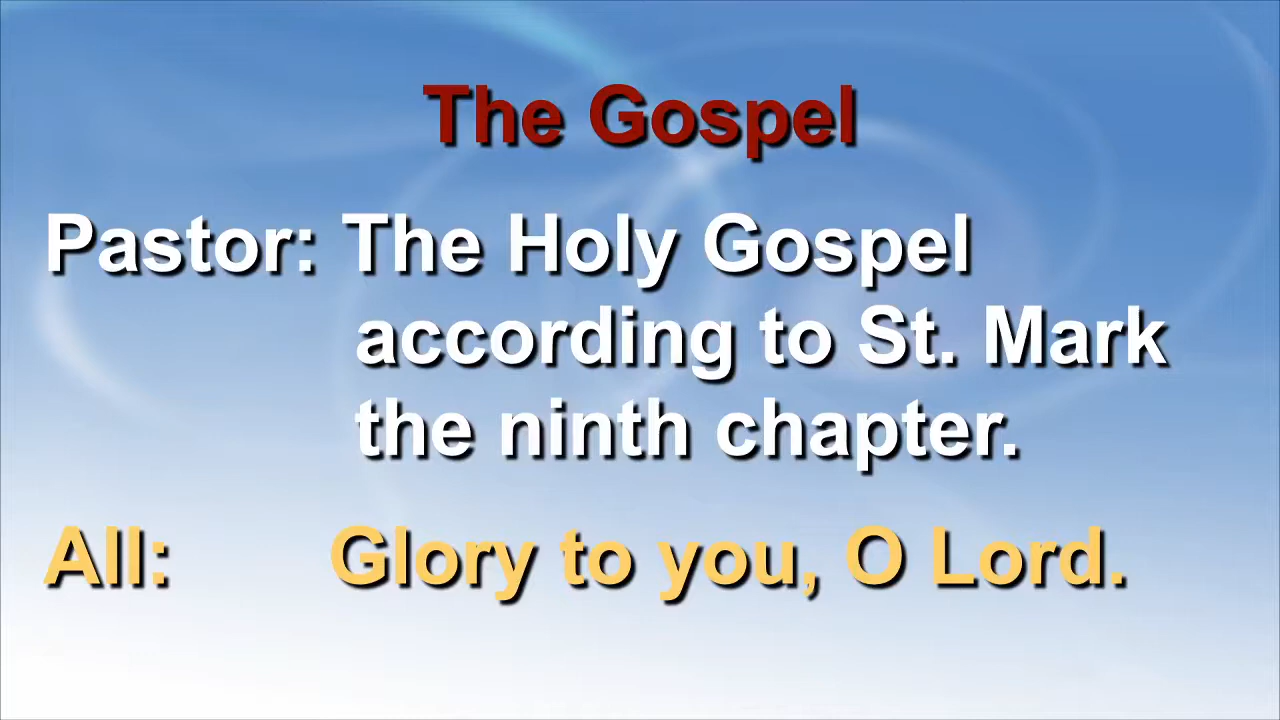 The Gospel
Pastor: The Holy Gospel
according to St. Mark
the ninth chapter.
All: Glory to you, O Lord.